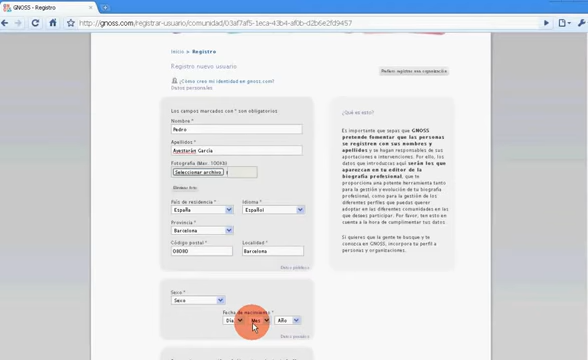 GNOSS - Registro
http://gnoss.com/registrar-usuario/comunidad/03af7af5-1eca-43b4-af0b-d2b6e2fd9457
Inicio » Registro
Registro nuevo usuario
Prefiero registrar una organización
¿Cómo creo mi identidad en gnoss.com?
Datos personales
Los campos marcados con * son obligatorios
Nombre *
Pedro
Apellidos *
Ayestarán García
Fotografía (Max. 100Kb)
Seleccionar archivo
Eliminar foto
País de residencia *
Idioma *
España
Español
Provincia *
Barcelona
Código postal *
Localidad *
08080
Barcelona
Sexo *
Sexo
Fecha de nacimiento *
Día
Mes
Año
¿Qué es esto?
Es importante que sepas que GNOSS
pretende fomentar que las personas
se registren con sus nombres y
apellidos y se hagan responsables de sus
aportaciones e intervenciones. Por ello, los
datos que introduzcas aquí serán los que
aparezcan en tu editor de la
biografía profesional, que te
proporciona una potente herramienta tanto
para la gestión y evolución de tu biografía
profesional, como para la gestión de los
diferentes perfiles que puedas querer
adoptar en las diferentes comunidades en las
que desees participar. Por favor, ten esto en
cuenta a la hora de cumplimentar tus datos.
Si quieres que la gente te busque y te
conozca en GNOSS, incorpora tu perfil a
personas y organizaciones.